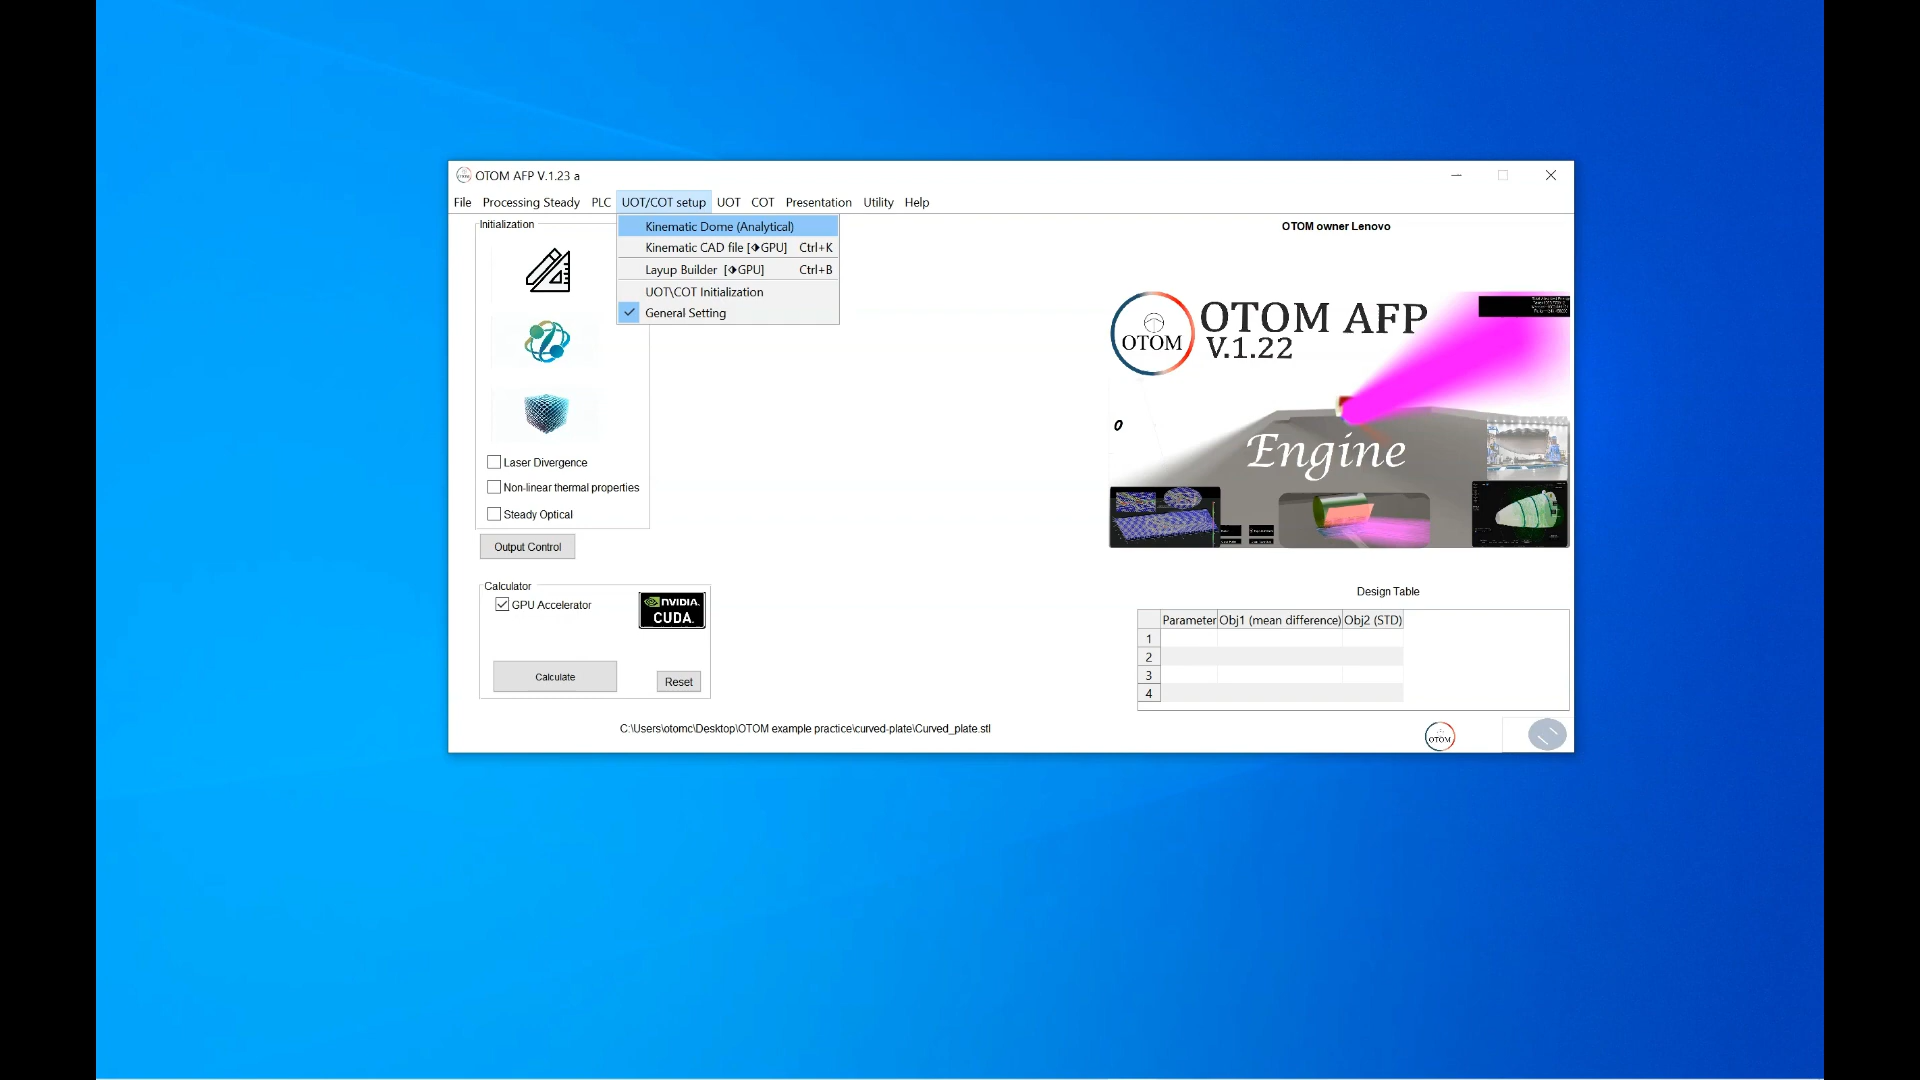 OTOM AFP V.1.23 a
File Processing Steady PLC UOT/COT setup UOT COT Presentation Utility Help
Initialization
Kinematic Dome (Analytical)
Kinematic CAD file [⬗GPU] Ctrl+K
Layup Builder [⬗GPU] Ctrl+B
UOT\COT Initialization
General Setting
OTOM owner Lenovo
OTOM
OTOM AFP
V.1.22
0
Engine
Laser Divergence
Non-linear thermal properties
Steady Optical
Output Control
Calculator
GPU Accelerator
NVIDIA.
CUDA.
Calculate
Reset
Design Table
Parameter Obj1 (mean difference) Obj2 (STD)
1
2
3
4
C:\Users\otomc\Desktop\OTOM example practice\curved-plate\Curved_plate.stl
OTOM